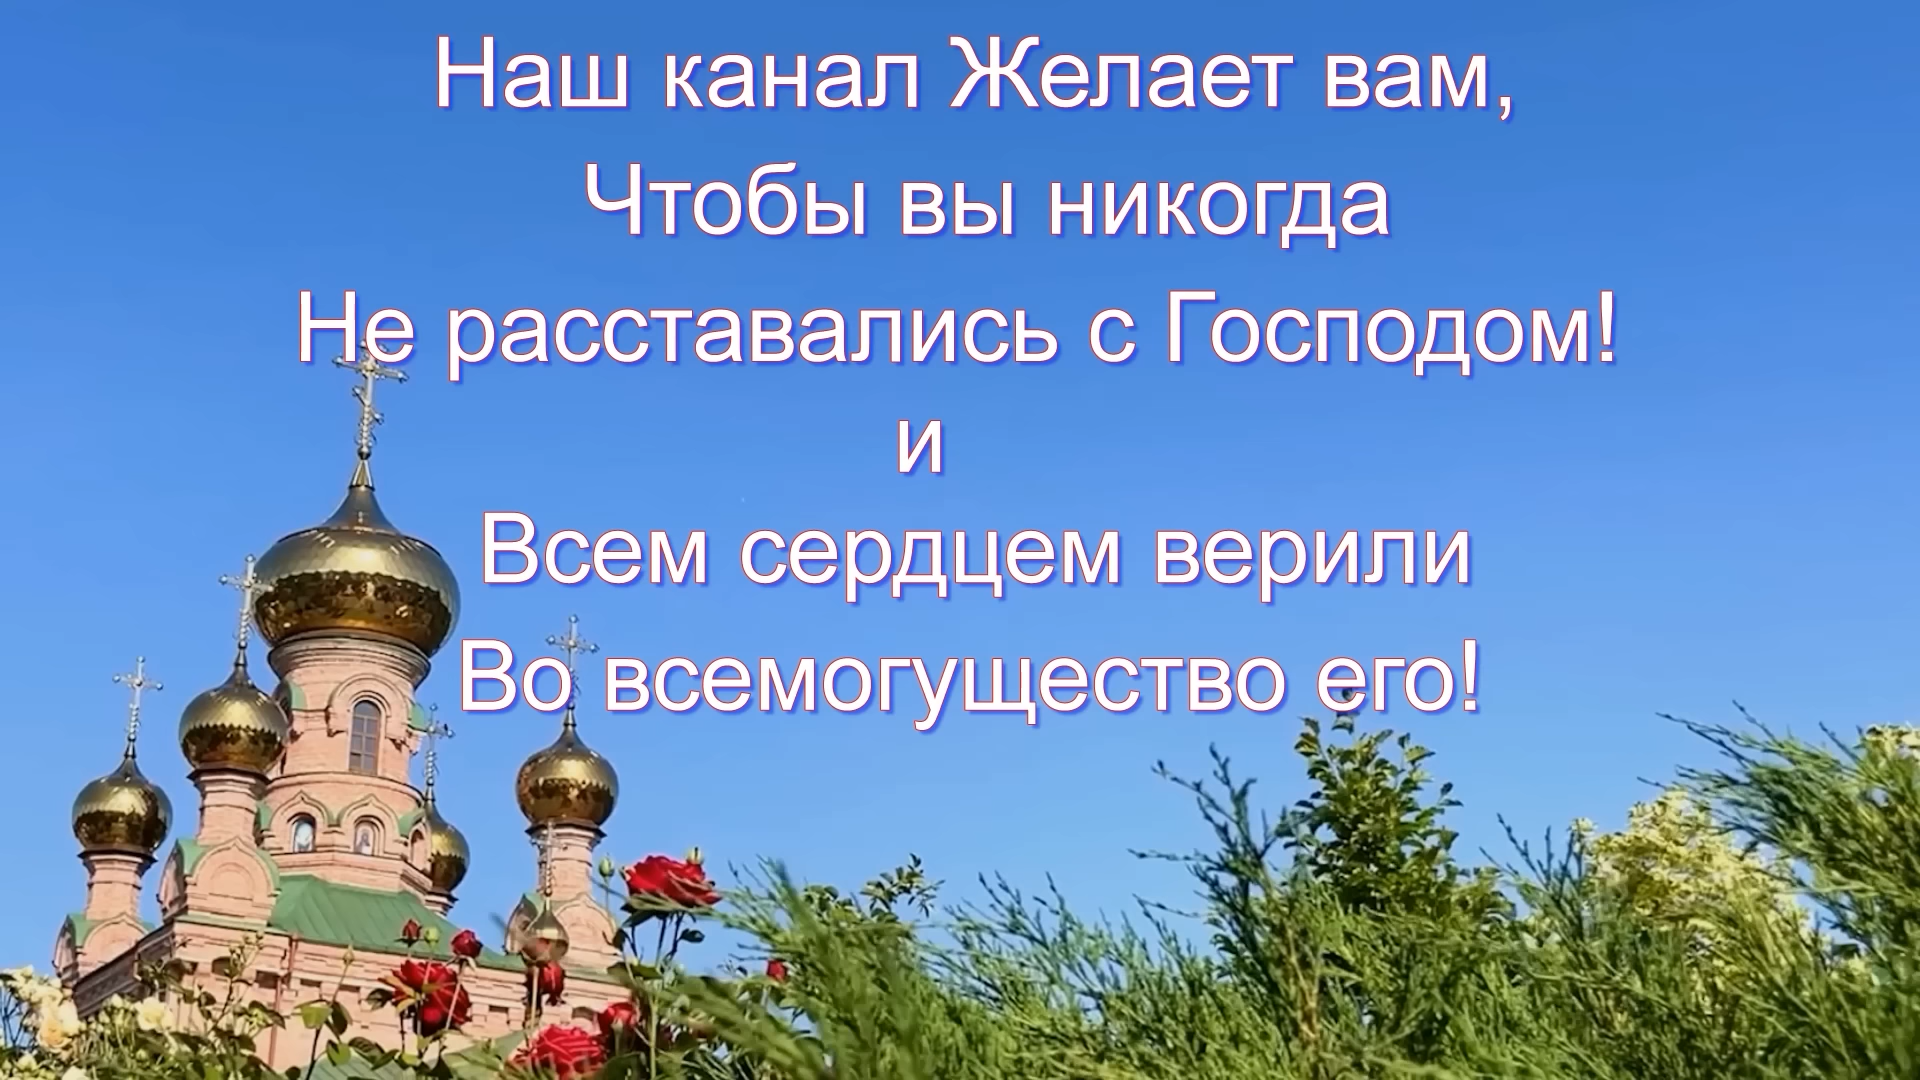 Наш канал Желает вам,
Чтобы вы никогда
Не расставались с Господом!
и
Всем сердцем верили
Во всемогущество его!